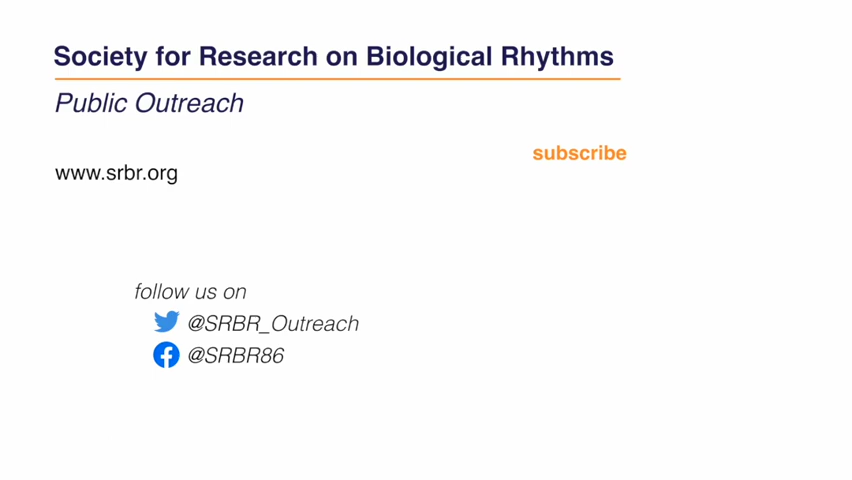 Society for Research on Biological Rhythms
Public Outreach
subscribe
www.srbr.org
follow us on
@SRBR_Outreach
@SRBR86